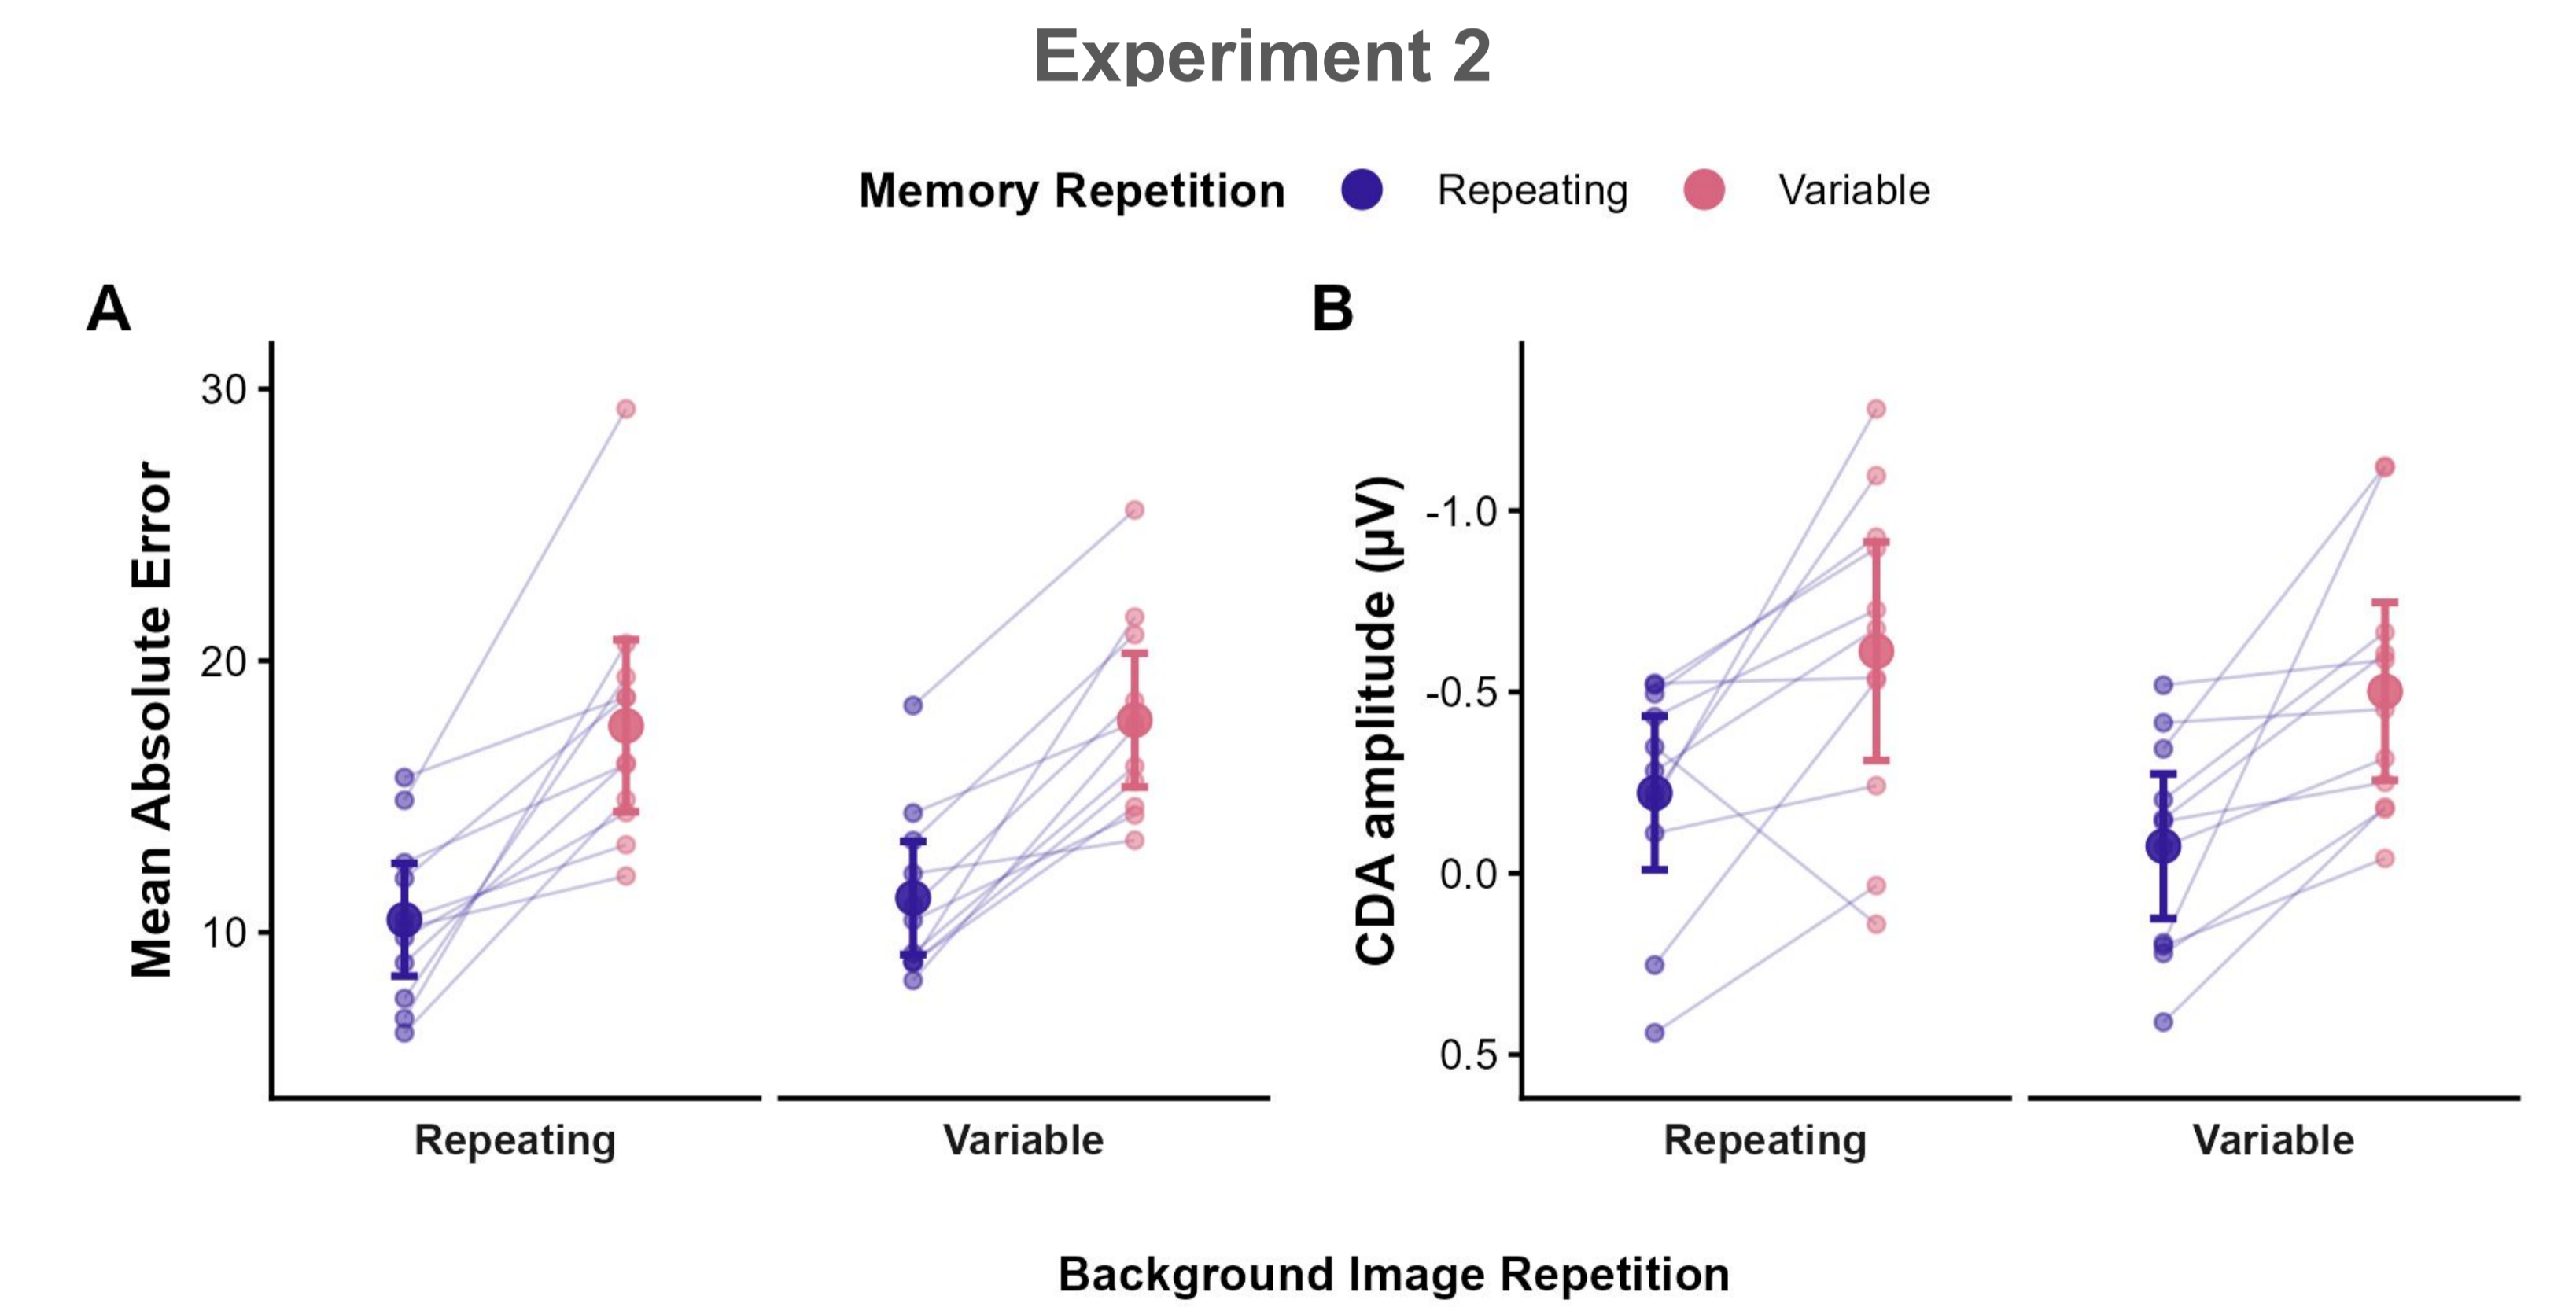 Experiment 2
Memory Repetition Repeating Variable
A
B
Mean Absolute Error
30
20
10
Repeating Variable
CDA amplitude (µV)
-1.0
-0.5
0.0
0.5
Repeating Variable
Background Image Repetition